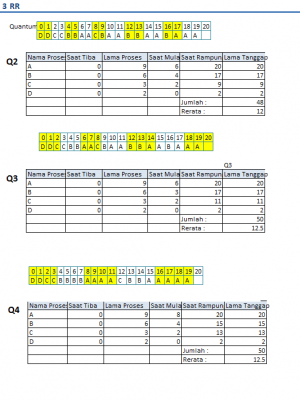 3 RR
Quantum 0 1 2 3 4 5 6 7 8 9 10 11 12 13 14 15 16 17 18 19 20
D D C C B B A A C B A A B B A A B A A A
Q2
Nama Proses Saat Tiba Lama Proses Saat Mula Saat Rampun Lama Tanggap
A 0 9 6 20 20
B 0 6 4 17 17
C 0 3 2 9 9
D 0 2 0 2 2
Jumlah : 48
Rerata : 12
0 1 2 3 4 5 6 7 8 9 10 11 12 13 14 15 16 17 18 19 20
Q3
Q3
Nama Proses Saat Tiba Lama Proses Saat Mula Saat Rampun Lama Tanggap
A 0 9 6 20 20
B 0 6 3 17 17
C 0 3 2 11 11
D 0 2 0 2 2
Jumlah : 50
Rerata : 12.5
0 1 2 3 4 5 6 7 8 9 10 11 12 13 14 15 16 17 18 19 20
D D C C B B B B A A A A C B B A A A A A
Q4
Nama Proses Saat Tiba Lama Proses Saat Mula Saat Rampun Lama Tanggap
A 0 9 8 20 20
B 0 6 4 15 15
C 0 3 2 13 13
D 0 2 0 2 2
Jumlah : 50
Rerata : 12.5